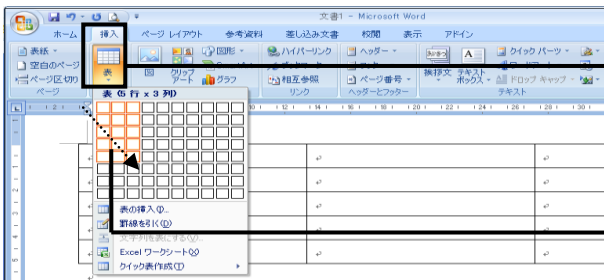 文書1 - Microsoft Word
ホーム 挿入 ページ レイアウト 参考資料 差し込み文書 校閲 表示 アドイン
表紙
空白のページ
ページ区切り
ページ
表
図
クリップ
アート
図形
グラフ
ハイパーリンク
相互参照
リンク
ヘッダー
ページ番号
ヘッダーとフッター
あいさつ
挨拶文
テキスト
ボックス
クイック パーツ
ドロップ キャップ
テキスト
表 (5 行 x 3 列)
表の挿入(I)...
罫線を引く(D)
文字列を表にする(V)...
Excel ワークシート(X)
クイック表作成(T)